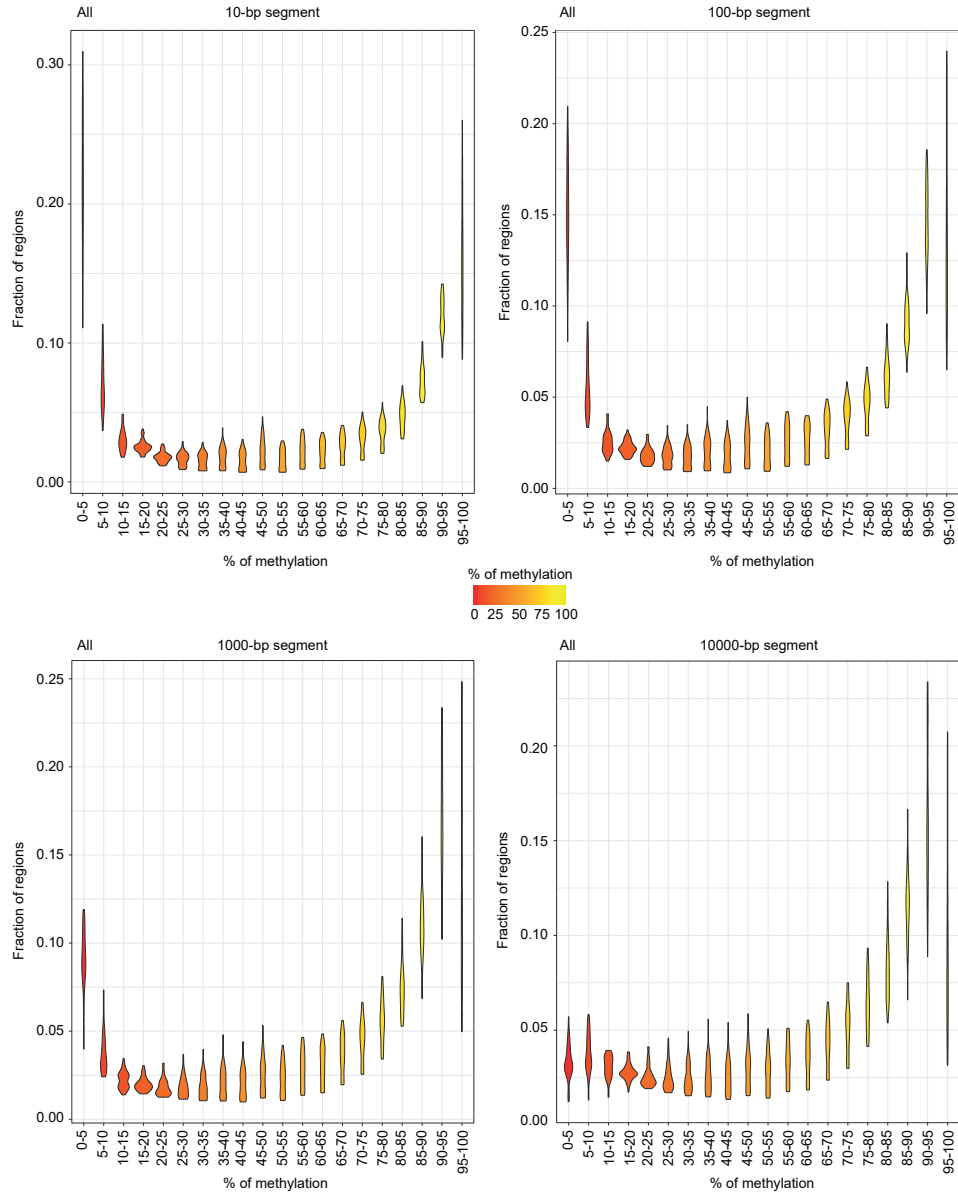 All 10-bp segment
Fraction of regions
0.30
0.20
0.10
0.00
0-5 5-10 10-15 15-20 20-25 25-30 30-35 35-40 40-45 45-50 50-55 55-60 60-65 65-70 70-75 75-80 80-85 85-90 90-95 95-100
% of methylation
All 100-bp segment
Fraction of regions
0.25
0.20
0.15
0.10
0.05
0.00
0-5 5-10 10-15 15-20 20-25 25-30 30-35 35-40 40-45 45-50 50-55 55-60 60-65 65-70 70-75 75-80 80-85 85-90 90-95 95-100
% of methylation
% of methylation
0 25 50 75 100
All 1000-bp segment
Fraction of regions
0.25
0.20
0.15
0.10
0.05
0.00
0-5 5-10 10-15 15-20 20-25 25-30 30-35 35-40 40-45 45-50 50-55 55-60 60-65 65-70 70-75 75-80 80-85 85-90 90-95 95-100
% of methylation
All 10000-bp segment
Fraction of regions
0.20
0.15
0.10
0.05
0.00
0-5 5-10 10-15 15-20 20-25 25-30 30-35 35-40 40-45 45-50 50-55 55-60 60-65 65-70 70-75 75-80 80-85 85-90 90-95 95-100
% of methylation